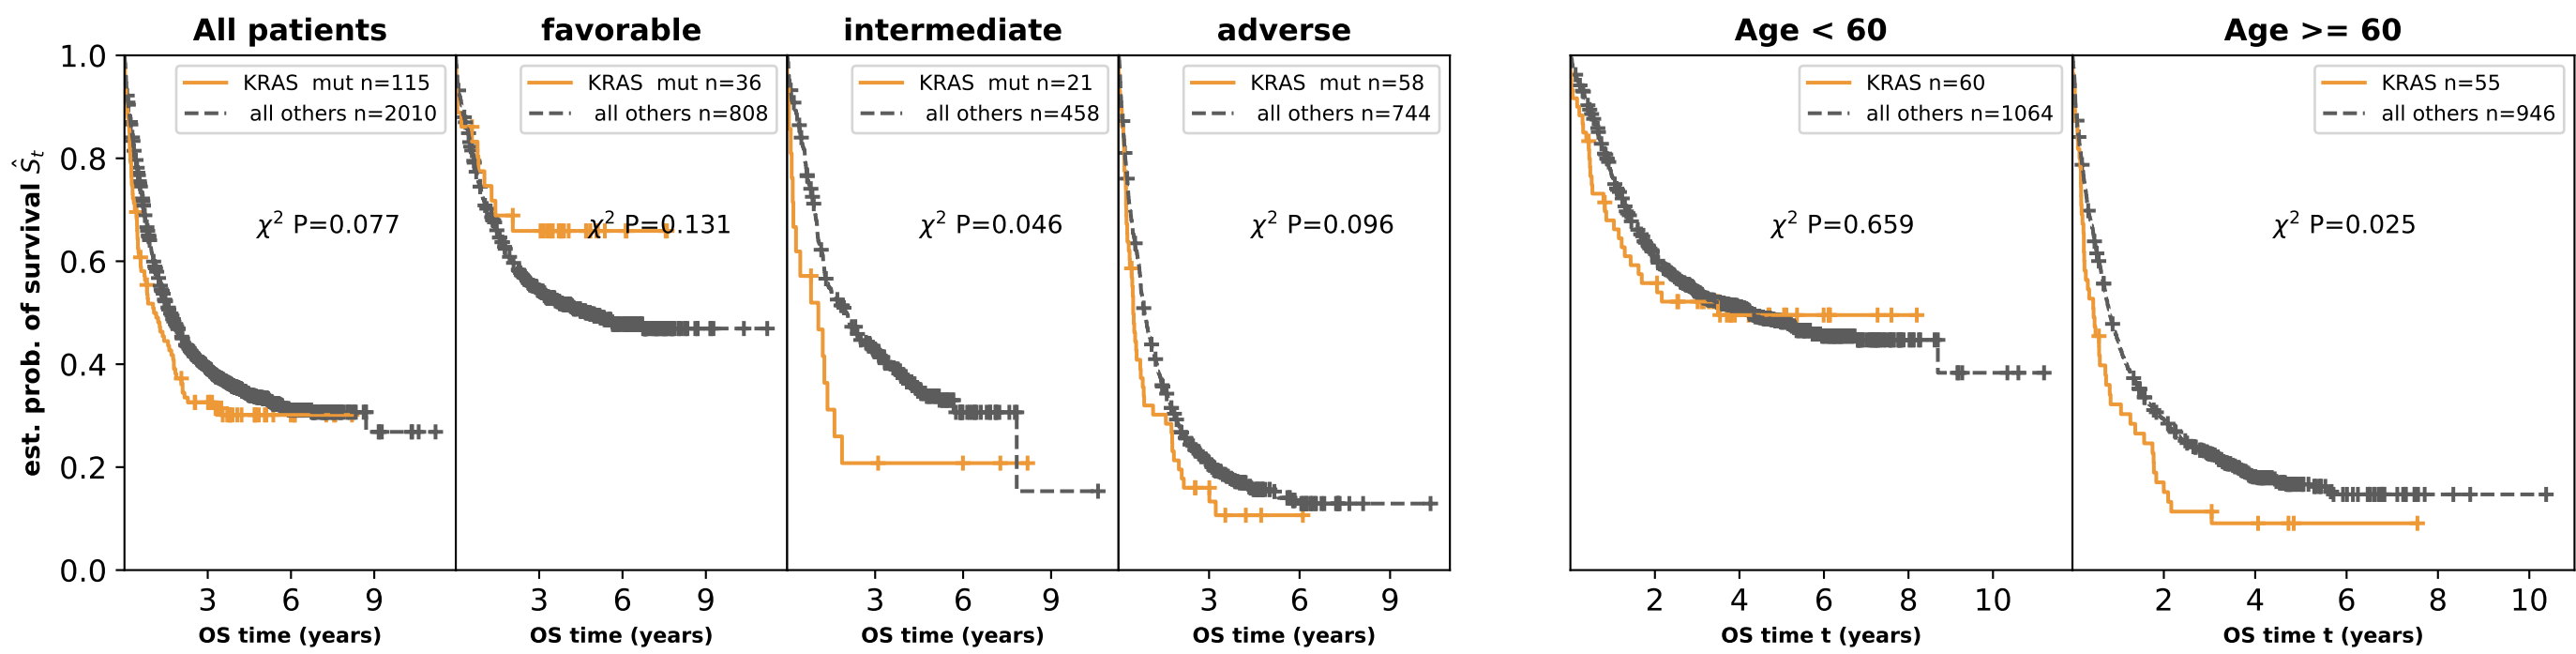 All patients
favorable
intermediate
adverse
Age < 60
Age >= 60
est. prob. of survival Ŝt
1.0
0.8
0.6
0.4
0.2
0.0
KRAS mut n=115
all others n=2010
χ² P=0.077
3 6 9
OS time (years)
KRAS mut n=36
all others n=808
χ² P=0.131
3 6 9
OS time (years)
KRAS mut n=21
all others n=458
χ² P=0.046
3 6 9
OS time (years)
KRAS mut n=58
all others n=744
χ² P=0.096
3 6 9
OS time (years)
KRAS n=60
all others n=1064
χ² P=0.659
2 4 6 8 10
OS time t (years)
KRAS n=55
all others n=946
χ² P=0.025
2 4 6 8 10
OS time t (years)